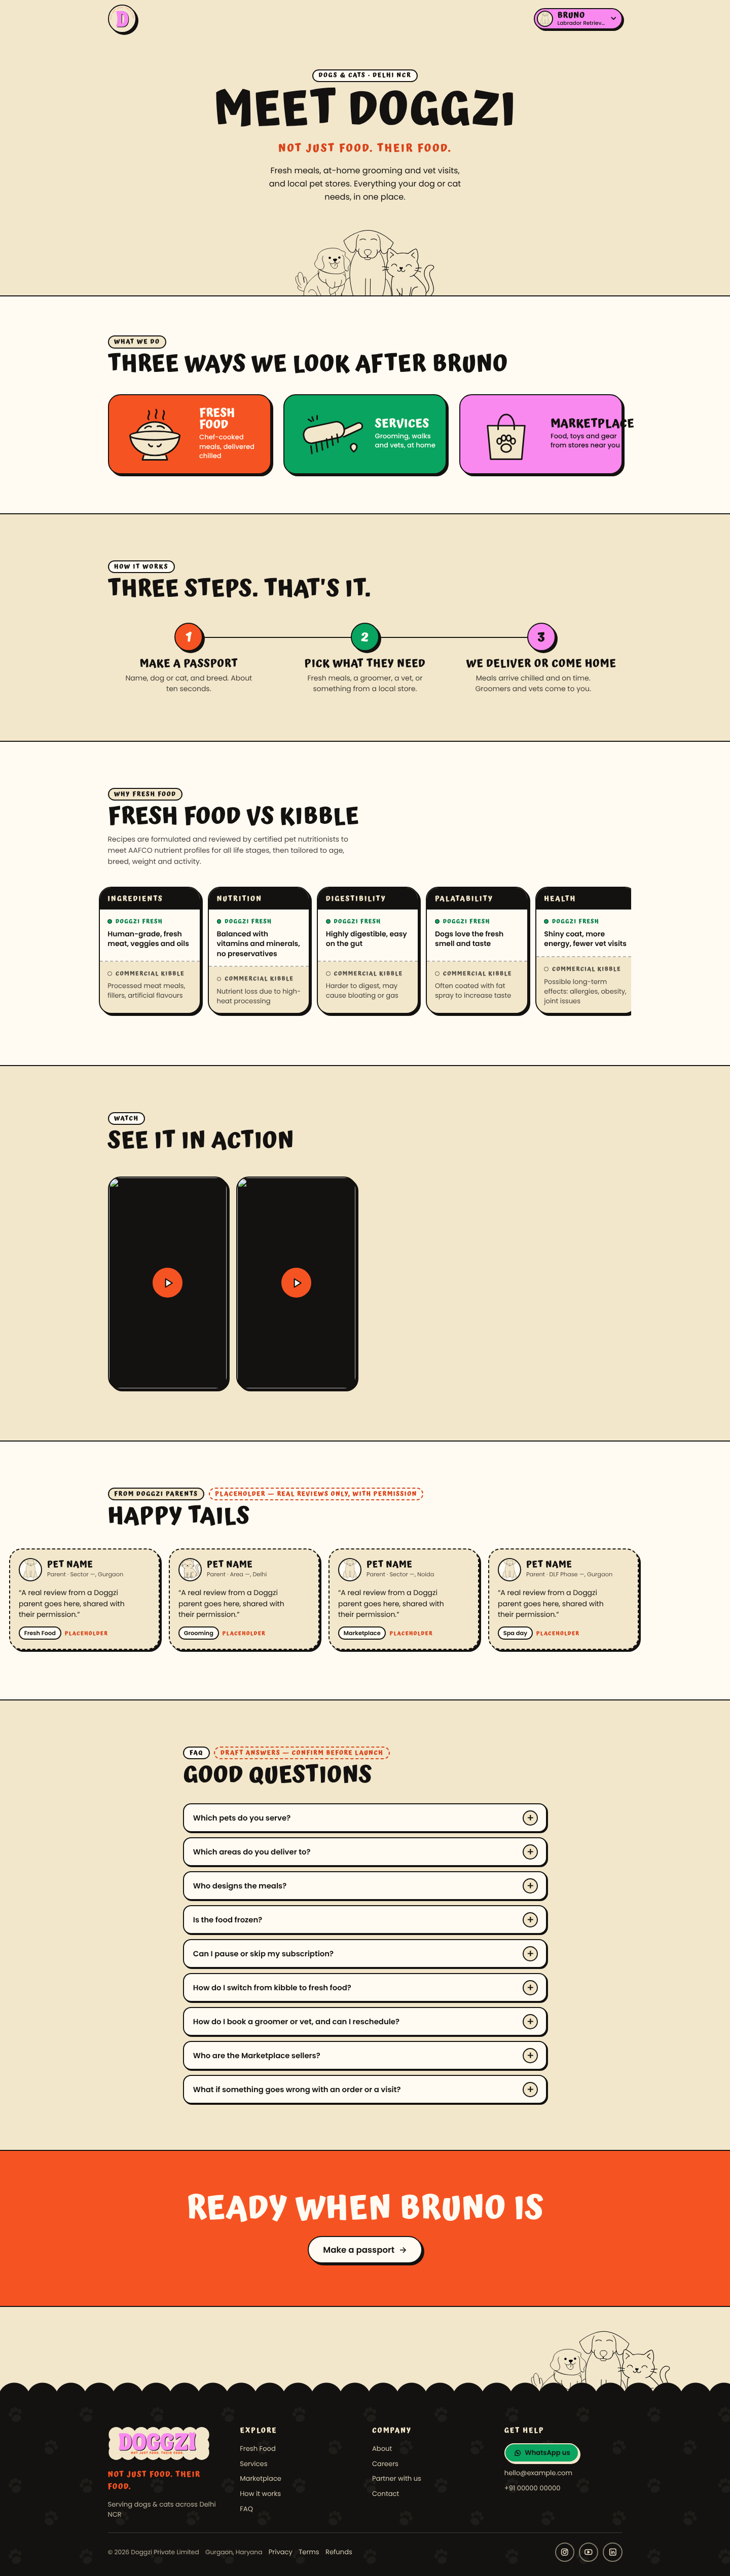 D
BRUNO
Labrador Retriev...
DOGS & CATS · DELHI NCR
MEET DOGGZI
NOT JUST FOOD. THEIR FOOD.
Fresh meals, at-home grooming and vet visits,
and local pet stores. Everything your dog or cat
needs, in one place.
WHAT WE DO
THREE WAYS WE LOOK AFTER BRUNO
FRESH
FOOD
Chef-cooked
meals, delivered
chilled
SERVICES
Grooming, walks
and vets, at home
MARKETPLACE
Food, toys and gear
from stores near you
HOW IT WORKS
THREE STEPS. THAT'S IT.
1
2
3
MAKE A PASSPORT
Name, dog or cat, and breed. About
ten seconds.
PICK WHAT THEY NEED
Fresh meals, a groomer, a vet, or
something from a local store.
WE DELIVER OR COME HOME
Meals arrive chilled and on time.
Groomers and vets come to you.
WHY FRESH FOOD
FRESH FOOD VS KIBBLE
Recipes are formulated and reviewed by certified pet nutritionists to
meet AAFCO nutrient profiles for all life stages, then tailored to age,
breed, weight and activity.
INGREDIENTS
DOGGZI FRESH
Human-grade, fresh
meat, veggies and oils
COMMERCIAL KIBBLE
Processed meat meals,
fillers, artificial flavours
NUTRITION
DOGGZI FRESH
Balanced with
vitamins and minerals,
no preservatives
COMMERCIAL KIBBLE
Nutrient loss due to high-
heat processing
DIGESTIBILITY
DOGGZI FRESH
Highly digestible, easy
on the gut
COMMERCIAL KIBBLE
Harder to digest, may
cause bloating or gas
PALATABILITY
DOGGZI FRESH
Dogs love the fresh
smell and taste
COMMERCIAL KIBBLE
Often coated with fat
spray to increase taste
HEALTH
DOGGZI FRESH
Shiny coat, more
energy, fewer vet visits
COMMERCIAL KIBBLE
Possible long-term
effects: allergies, obesity,
joint issues
WATCH
SEE IT IN ACTION
FROM DOGGZI PARENTS
PLACEHOLDER — REAL REVIEWS ONLY, WITH PERMISSION
HAPPY TAILS
PET NAME
Parent · Sector —, Gurgaon
"A real review from a Doggzi
parent goes here, shared with
their permission."
Fresh Food
PLACEHOLDER
PET NAME
Parent · Area —, Delhi
"A real review from a Doggzi
parent goes here, shared with
their permission."
Grooming
PLACEHOLDER
PET NAME
Parent · Sector —, Noida
"A real review from a Doggzi
parent goes here, shared with
their permission."
Marketplace
PLACEHOLDER
PET NAME
Parent · DLF Phase —, Gurgaon
"A real review from a Doggzi
parent goes here, shared with
their permission."
Spa day
PLACEHOLDER
FAQ
DRAFT ANSWERS — CONFIRM BEFORE LAUNCH
GOOD QUESTIONS
Which pets do you serve?
Which areas do you deliver to?
Who designs the meals?
Is the food frozen?
Can I pause or skip my subscription?
How do I switch from kibble to fresh food?
How do I book a groomer or vet, and can I reschedule?
Who are the Marketplace sellers?
What if something goes wrong with an order or a visit?
READY WHEN BRUNO IS
Make a passport →
DOGGZI
NOT JUST FOOD. THEIR FOOD.
NOT JUST FOOD. THEIR
FOOD.
Serving dogs & cats across Delhi
NCR
EXPLORE
Fresh Food
Services
Marketplace
How it works
FAQ
COMPANY
About
Careers
Partner with us
Contact
GET HELP
WhatsApp us
hello@example.com
+91 00000 00000
© 2026 Doggzi Private Limited
Gurgaon, Haryana
Privacy
Terms
Refunds